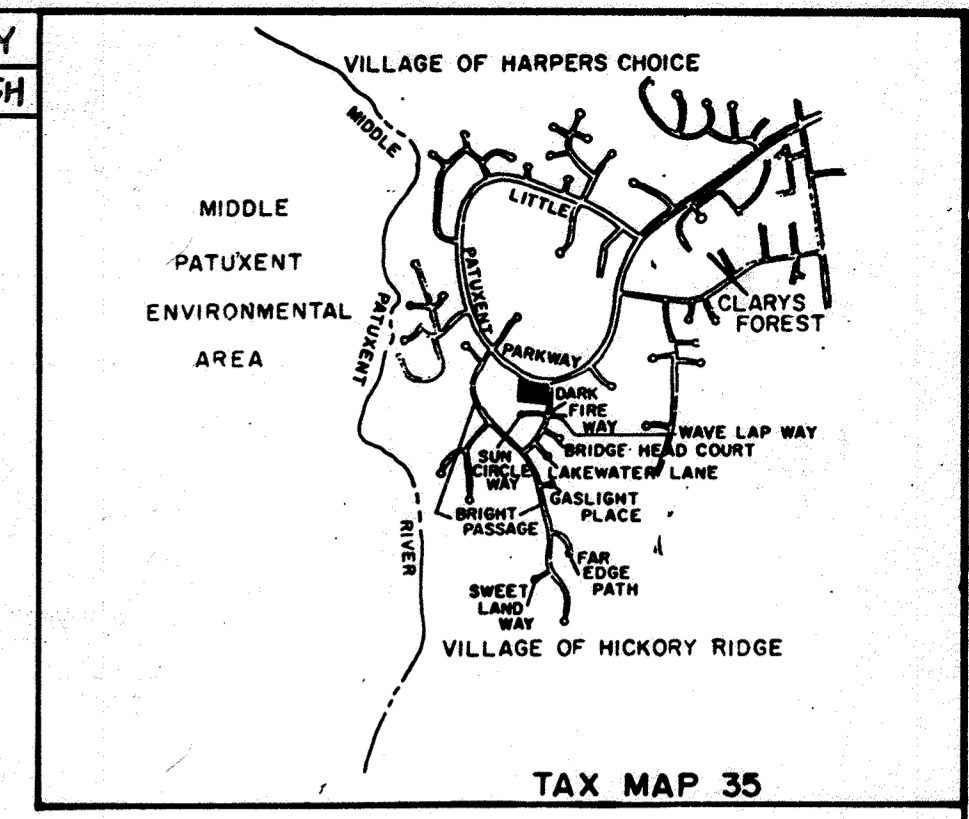 Y
VILLAGE OF HARPERS CHOICE
MIDDLE
MIDDLE
PATUXENT
ENVIRONMENTAL
AREA
LITTLE
PATUXENT
PARKWAY
PATUXENT
CLARYS
FOREST
DARK
FIRE
WAY
WAVE LAP WAY
BRIDGE HEAD COURT
LAKEWATER LANE
SUN
CIRCLE
WAY
GASLIGHT
PLACE
BRIGHT
PASSAGE
RIVER
FAR
EDGE
PATH
SWEET
LAND
WAY
VILLAGE OF HICKORY RIDGE
TAX MAP 35